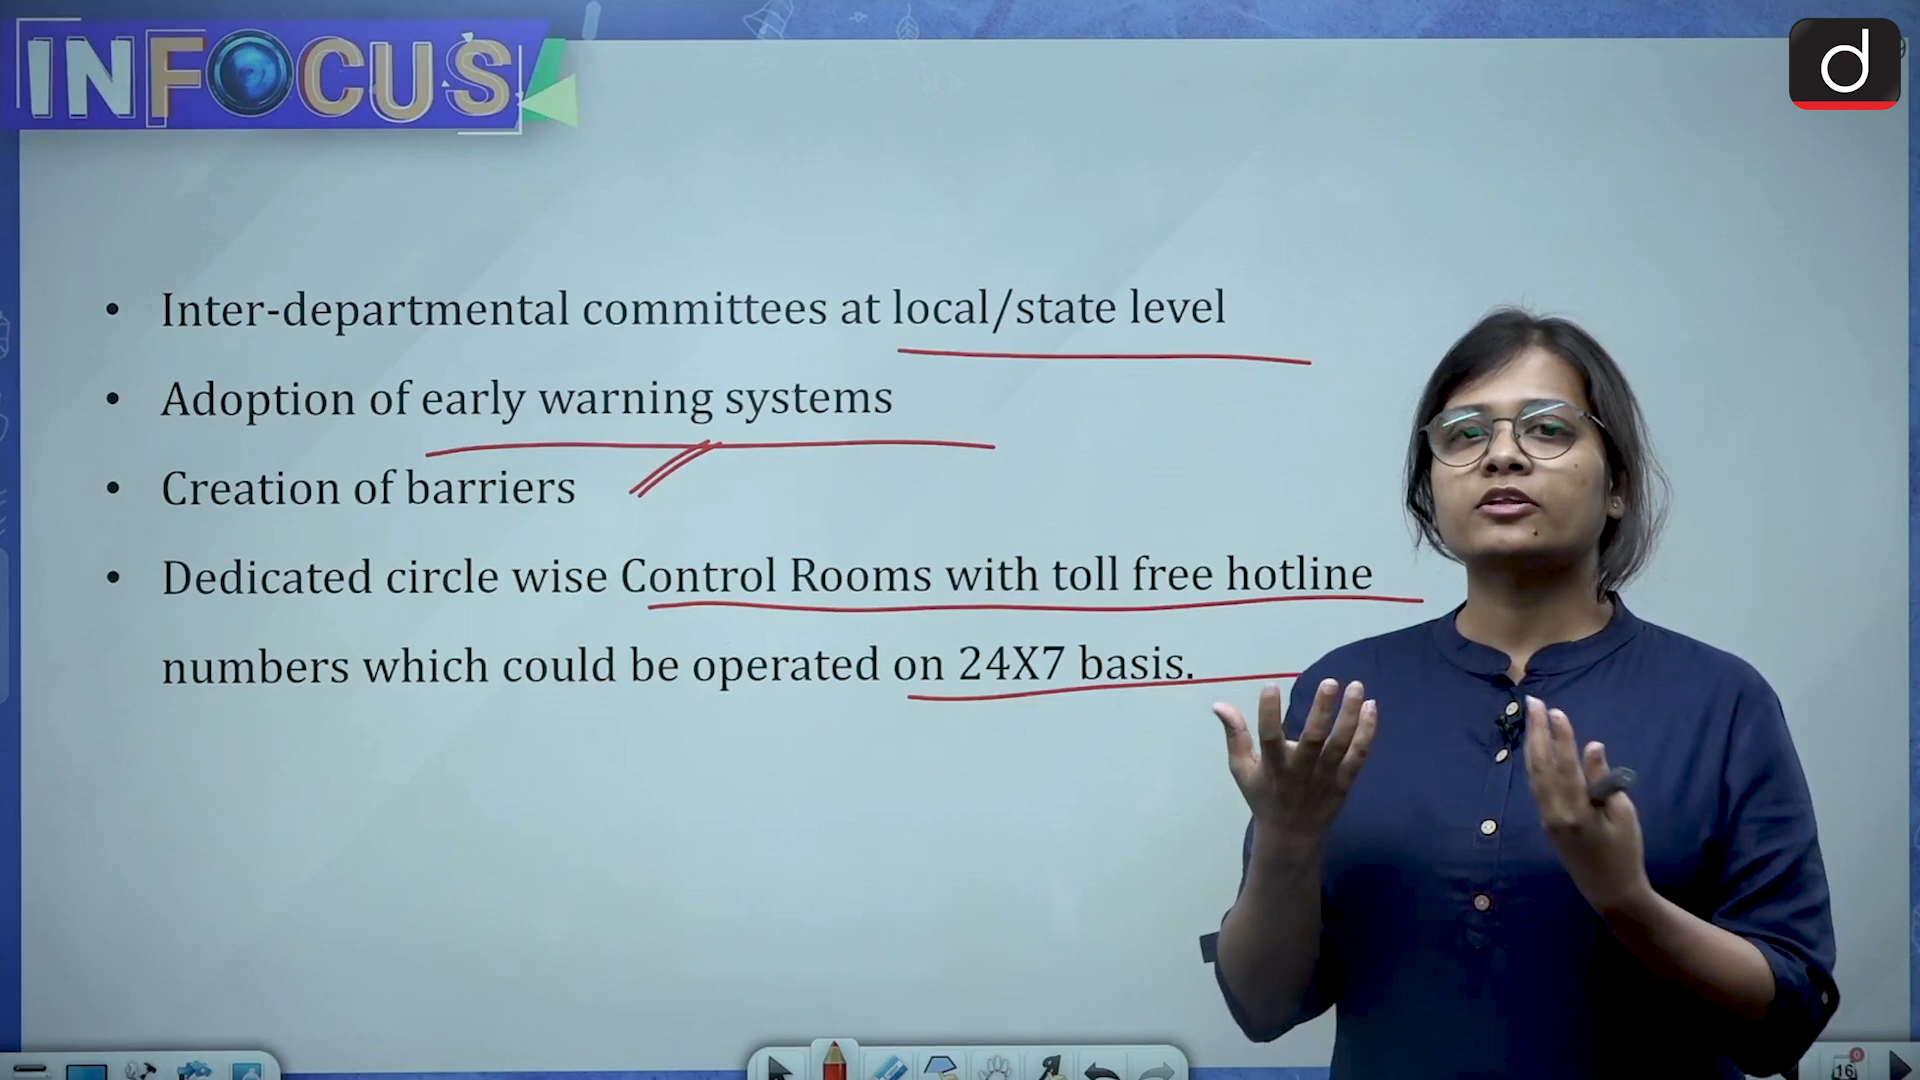 INFOCUS
d
• Inter-departmental committees at local/state level
• Adoption of early warning systems
• Creation of barriers
• Dedicated circle wise Control Rooms with toll free hotline
numbers which could be operated on 24X7 basis.
16